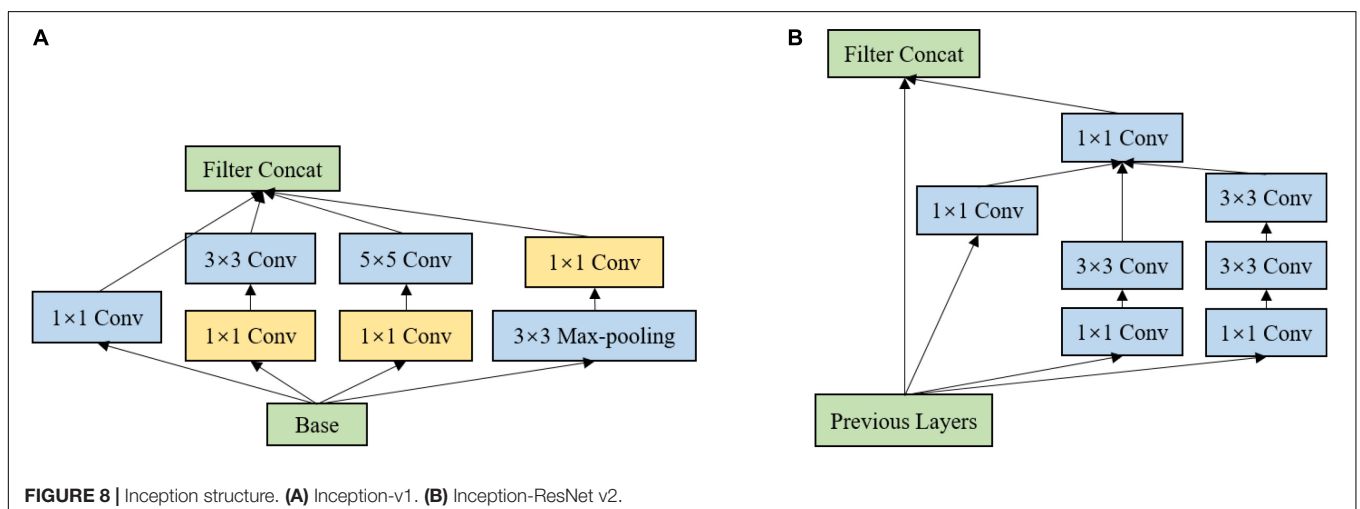 A
Filter Concat
3×3 Conv
5×5 Conv
1×1 Conv
1×1 Conv
1×1 Conv
1×1 Conv
3×3 Max-pooling
Base
B
Filter Concat
1×1 Conv
1×1 Conv
3×3 Conv
3×3 Conv
3×3 Conv
1×1 Conv
1×1 Conv
Previous Layers
FIGURE 8 | Inception structure. (A) Inception-v1. (B) Inception-ResNet v2.